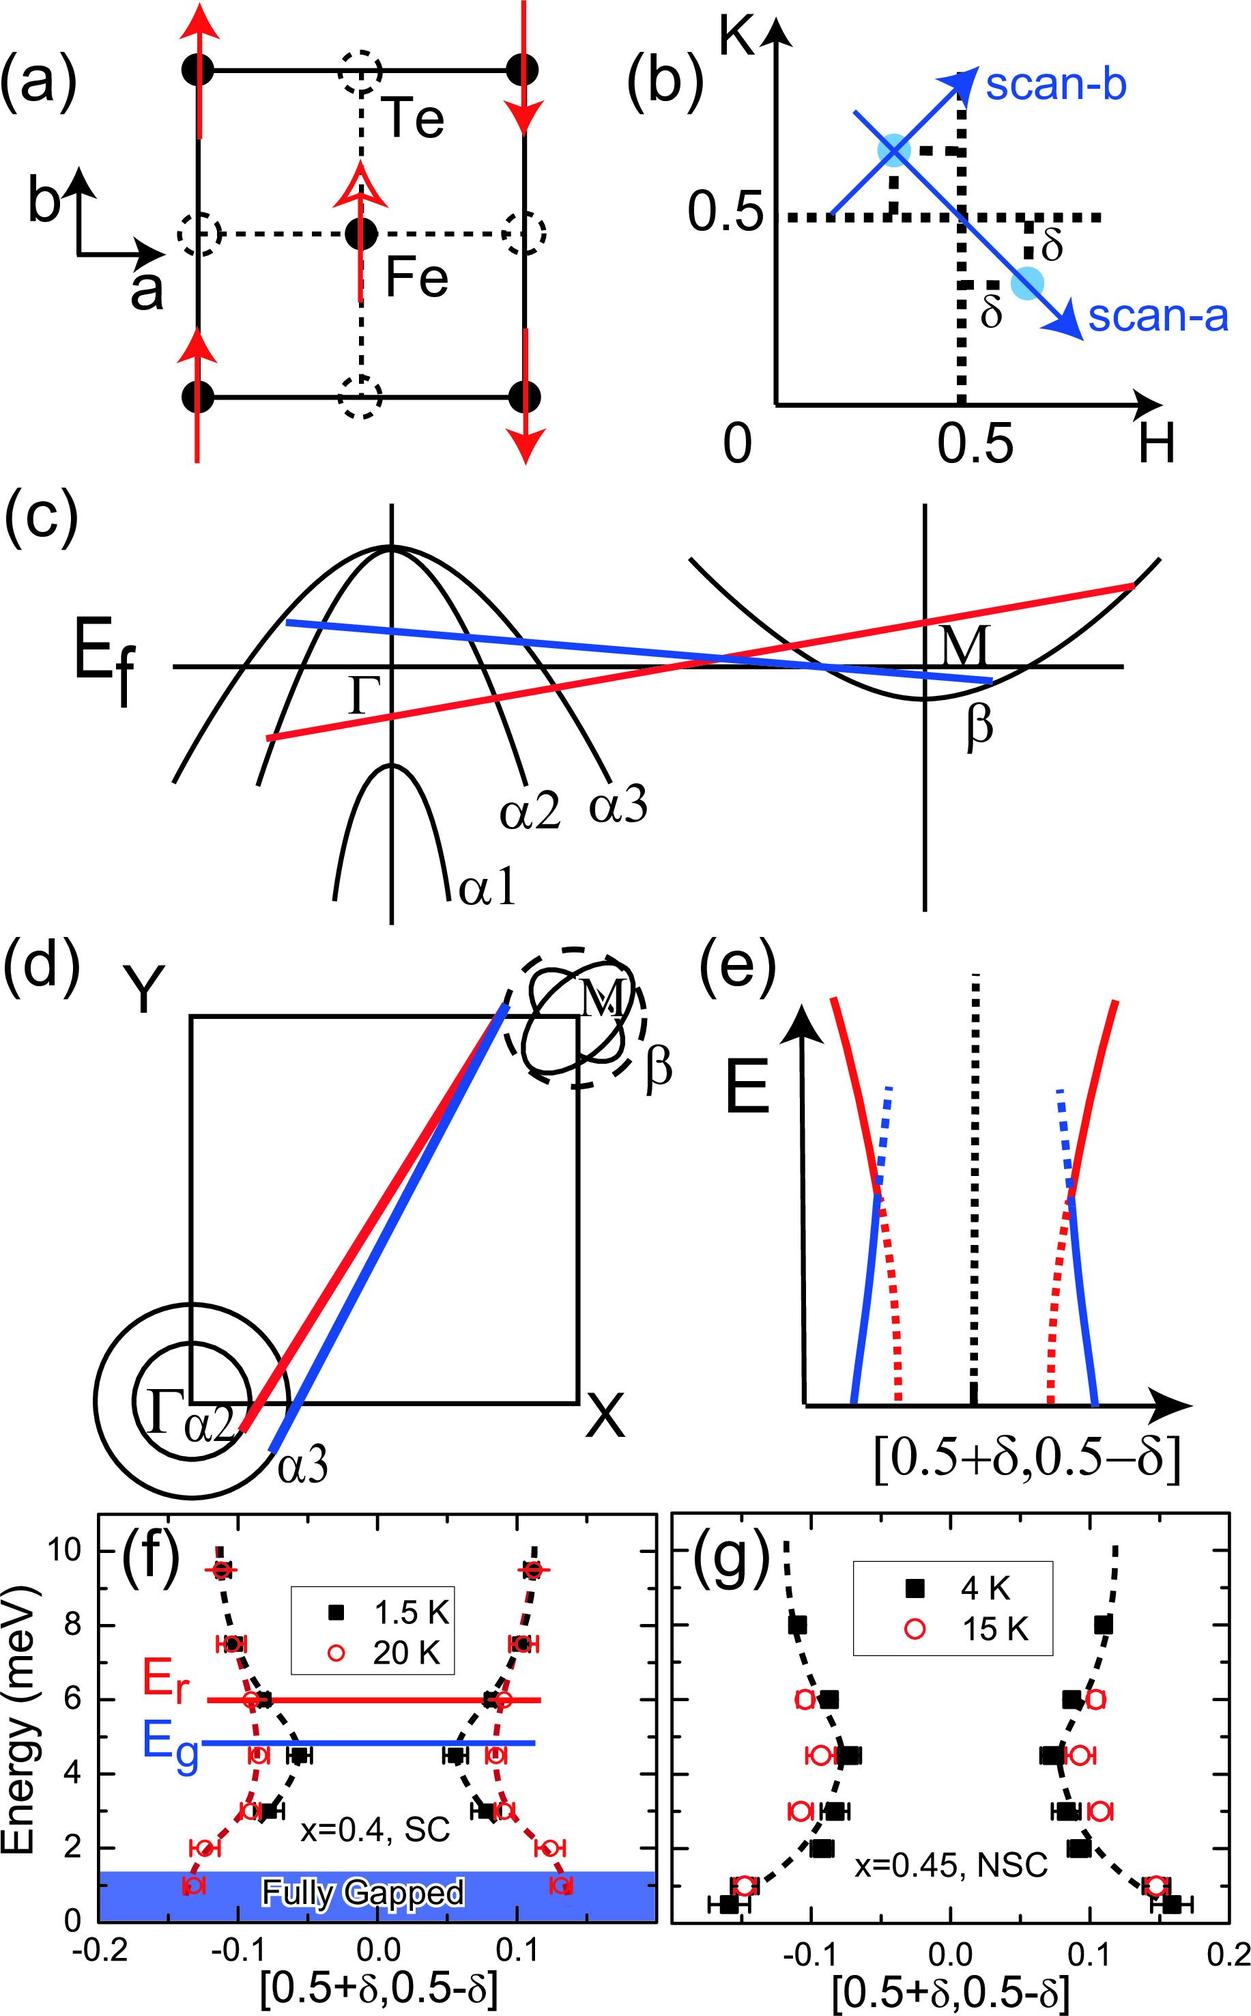 (a)
Te
b
a
Fe
(b)
K
scan-b
0.5
δ
δ
scan-a
0
0.5
H
(c)
Ef
Γ
M
β
α2
α3
α1
(d)
Y
M
β
Γ
α2
α3
X
(e)
E
[0.5+δ,0.5−δ]
(f)
10
8
6
4
2
0
Energy (meV)
1.5 K
20 K
Er
Eg
x=0.4, SC
Fully Gapped
-0.2
-0.1
0.0
0.1
[0.5+δ,0.5-δ]
(g)
4 K
15 K
x=0.45, NSC
-0.1
0.0
0.1
0.2
[0.5+δ,0.5-δ]